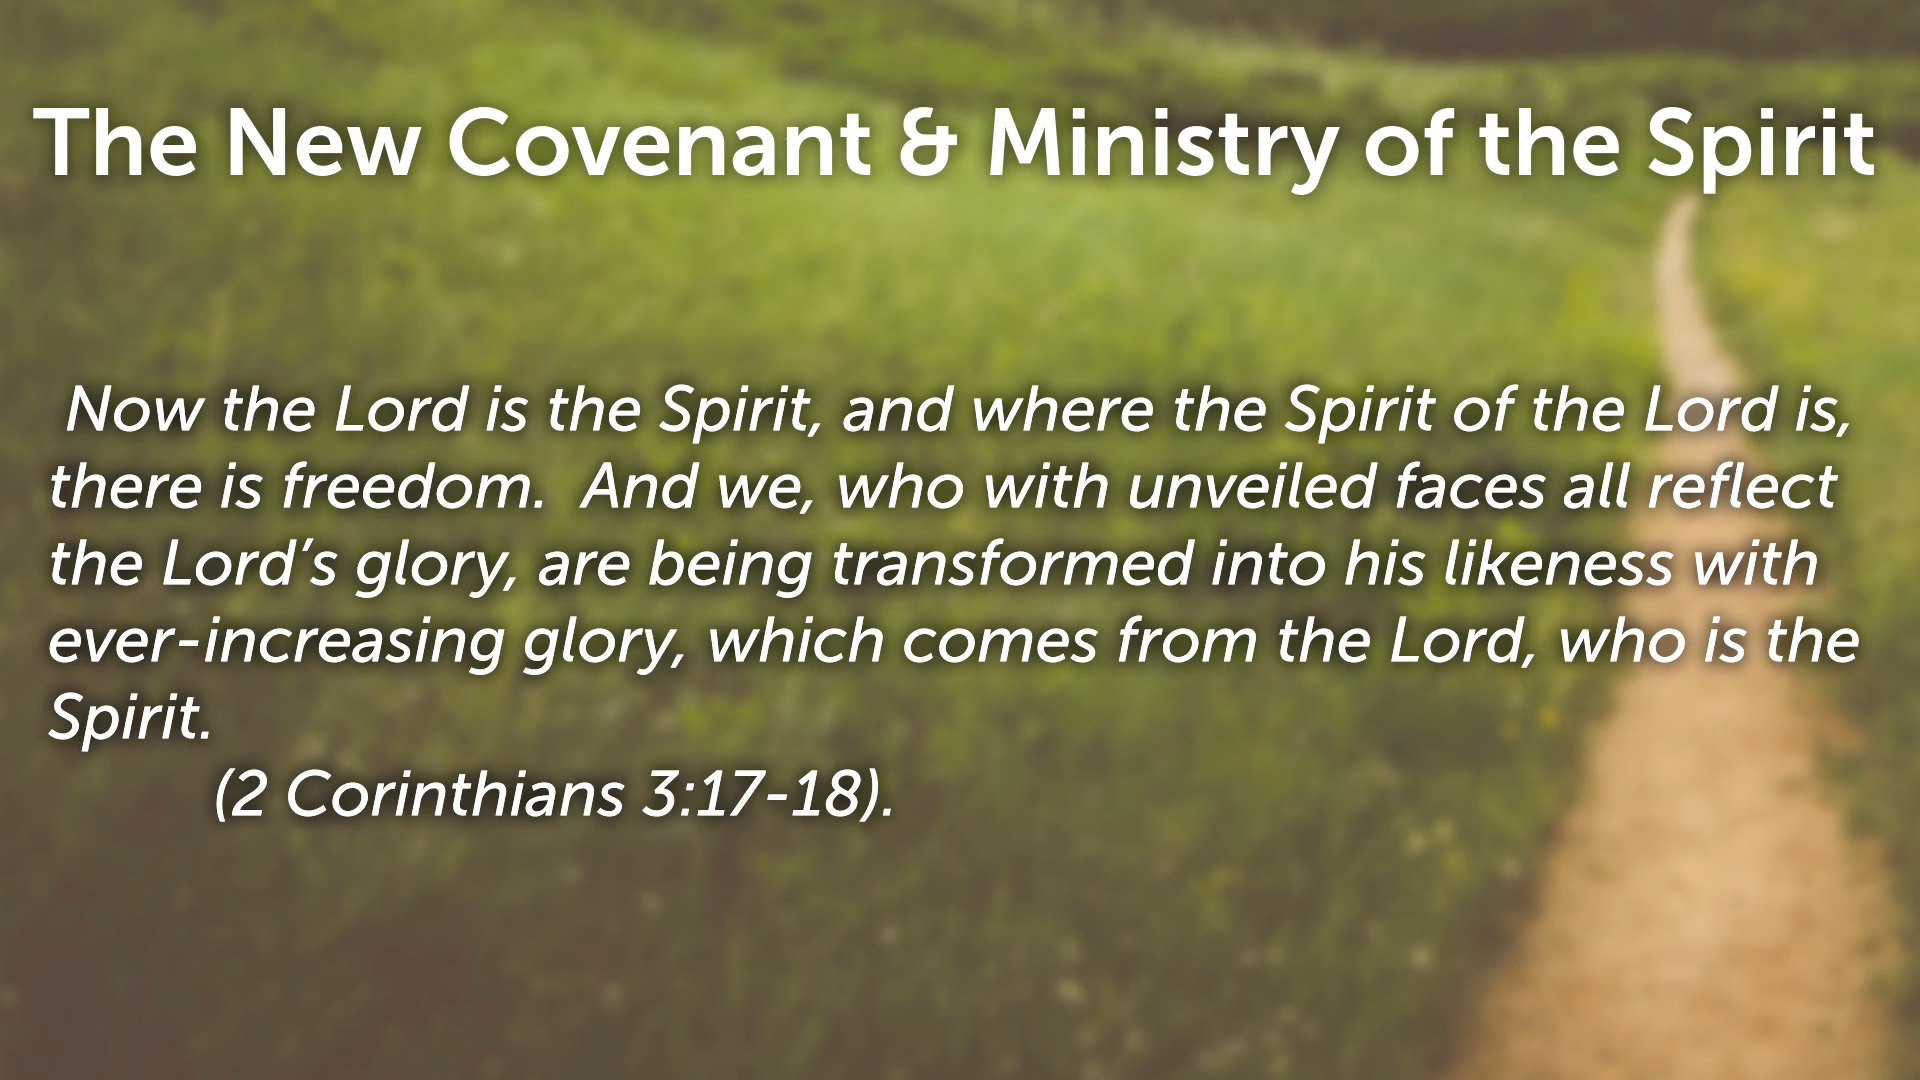 The New Covenant & Ministry of the Spirit
Now the Lord is the Spirit, and where the Spirit of the Lord is,
there is freedom.  And we, who with unveiled faces all reflect
the Lord’s glory, are being transformed into his likeness with
ever-increasing glory, which comes from the Lord, who is the
Spirit.
(2 Corinthians 3:17-18).